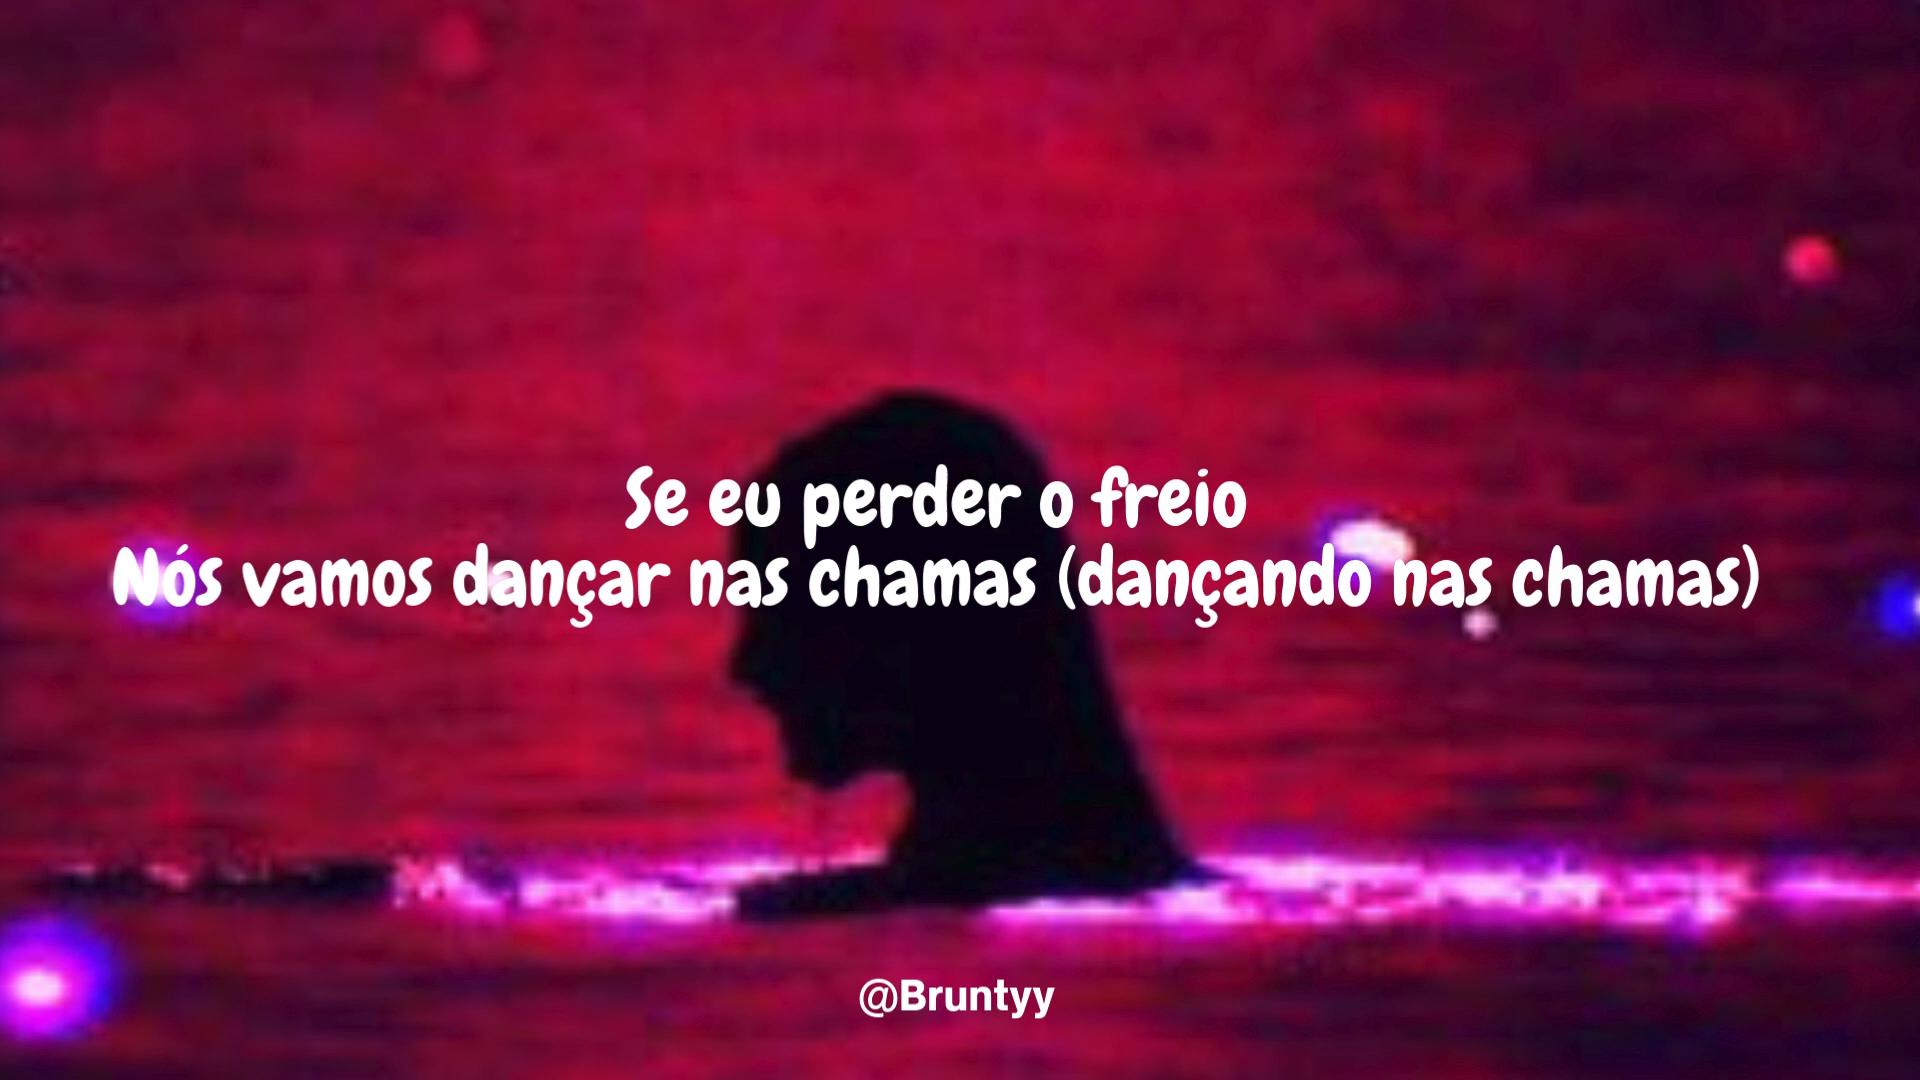 Se eu perder o freio
Nós vamos dançar nas chamas (dançando nas chamas)
@Bruntyy